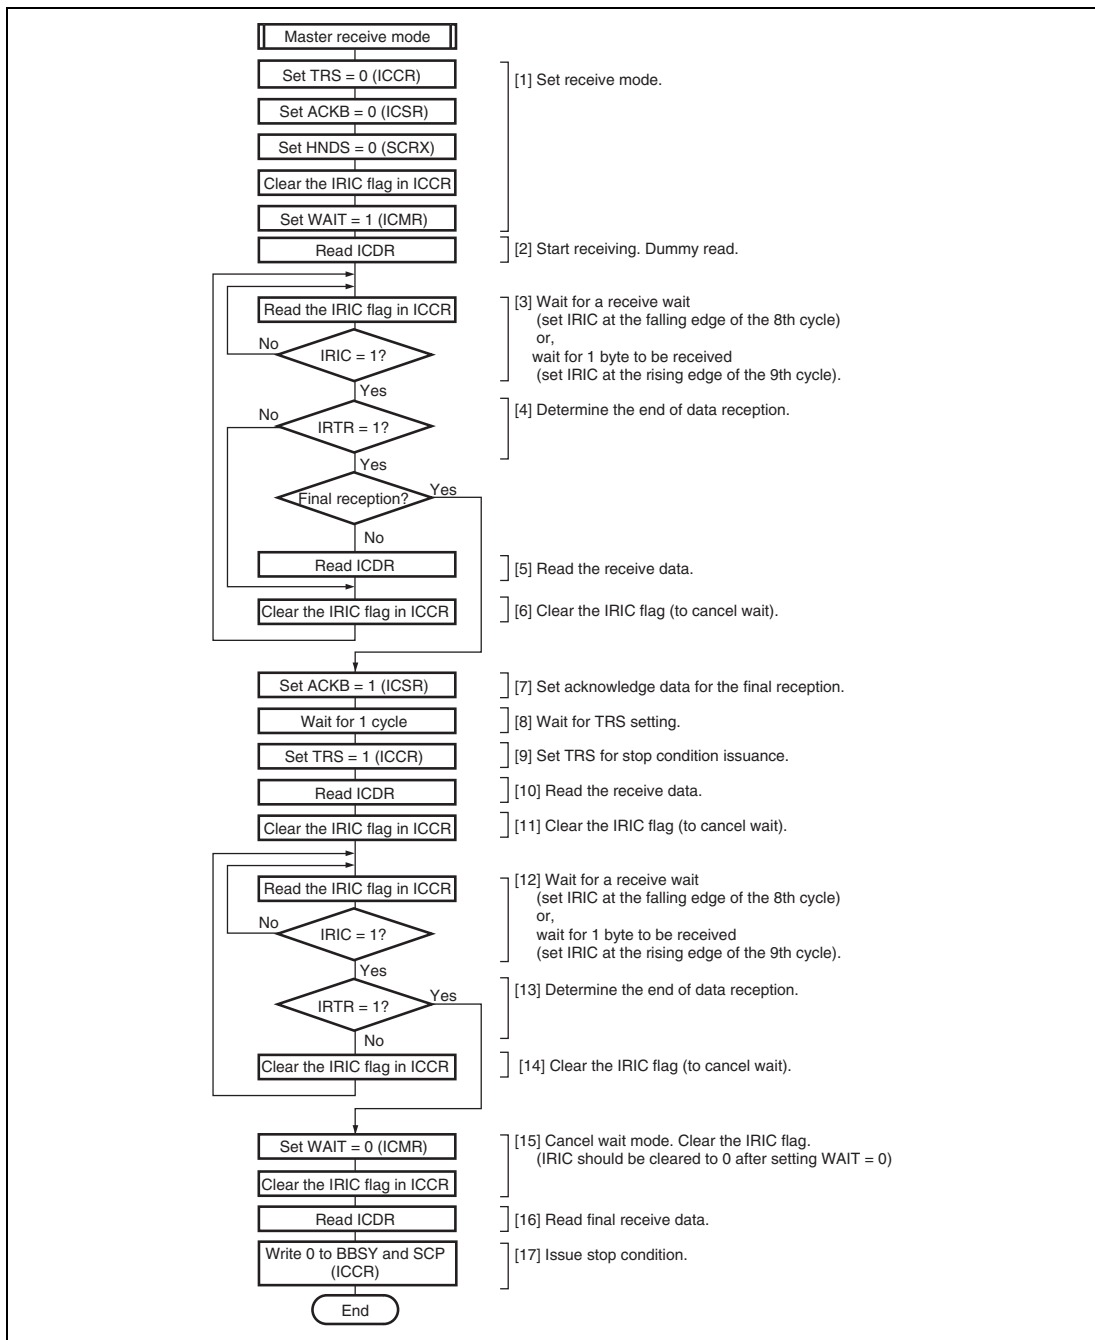 Master receive mode
Set TRS = 0 (ICCR)
[1] Set receive mode.
Set ACKB = 0 (ICSR)
Set HNDS = 0 (SCRX)
Clear the IRIC flag in ICCR
Set WAIT = 1 (ICMR)
Read ICDR
[2] Start receiving. Dummy read.
Read the IRIC flag in ICCR
[3] Wait for a receive wait
(set IRIC at the falling edge of the 8th cycle)
or,
wait for 1 byte to be received
(set IRIC at the rising edge of the 9th cycle).
No
IRIC = 1?
Yes
No
IRTR = 1?
[4] Determine the end of data reception.
Yes
Final reception?
Yes
No
Read ICDR
[5] Read the receive data.
Clear the IRIC flag in ICCR
[6] Clear the IRIC flag (to cancel wait).
Set ACKB = 1 (ICSR)
[7] Set acknowledge data for the final reception.
Wait for 1 cycle
[8] Wait for TRS setting.
Set TRS = 1 (ICCR)
[9] Set TRS for stop condition issuance.
Read ICDR
[10] Read the receive data.
Clear the IRIC flag in ICCR
[11] Clear the IRIC flag (to cancel wait).
Read the IRIC flag in ICCR
[12] Wait for a receive wait
(set IRIC at the falling edge of the 8th cycle)
or,
wait for 1 byte to be received
(set IRIC at the rising edge of the 9th cycle).
No
IRIC = 1?
Yes
IRTR = 1?
Yes
[13] Determine the end of data reception.
No
Clear the IRIC flag in ICCR
[14] Clear the IRIC flag (to cancel wait).
Set WAIT = 0 (ICMR)
[15] Cancel wait mode. Clear the IRIC flag.
(IRIC should be cleared to 0 after setting WAIT = 0)
Clear the IRIC flag in ICCR
Read ICDR
[16] Read final receive data.
Write 0 to BBSY and SCP
(ICCR)
[17] Issue stop condition.
End